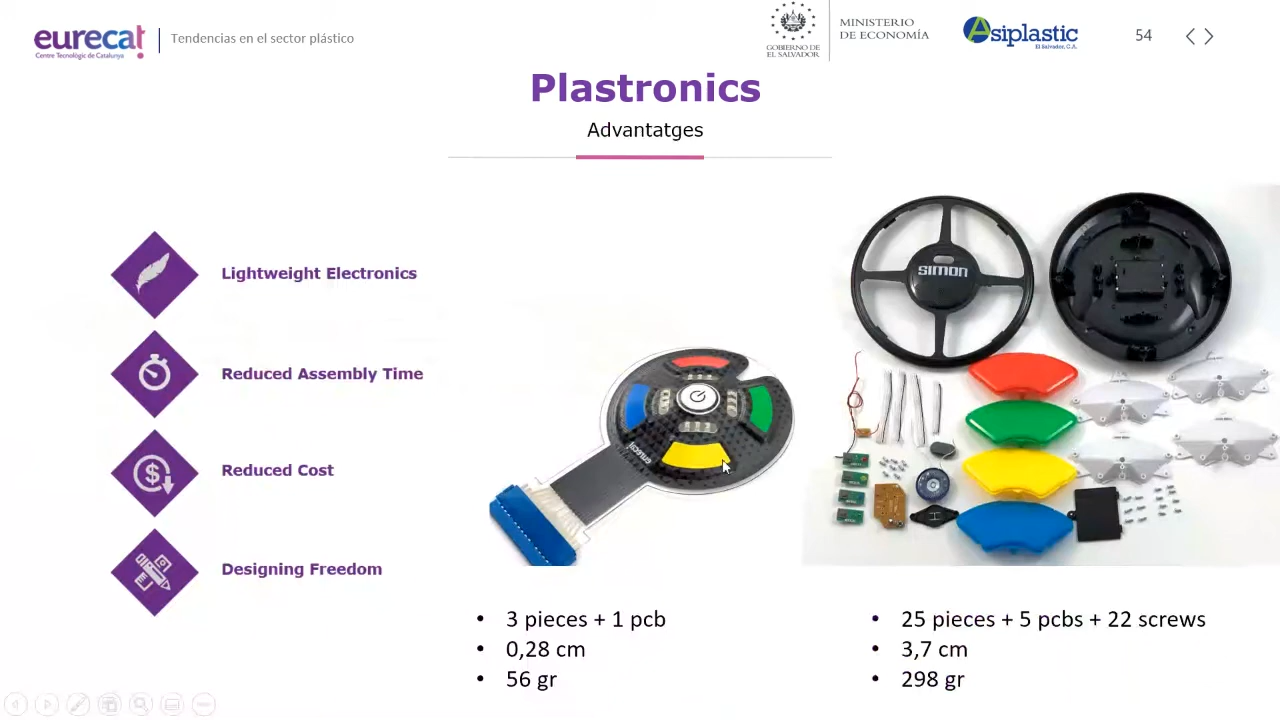 eurecat
Centre Tecnològic de Catalunya
Tendencias en el sector plástico
GOBIERNO DE
EL SALVADOR
MINISTERIO
DE ECONOMÍA
Asiplastic
El Salvador, C.A.
54
Plastronics
Advantatges
Lightweight Electronics
Reduced Assembly Time
Reduced Cost
Designing Freedom
SIMON
eurecat
• 3 pieces + 1 pcb
• 0,28 cm
• 56 gr
• 25 pieces + 5 pcbs + 22 screws
• 3,7 cm
• 298 gr